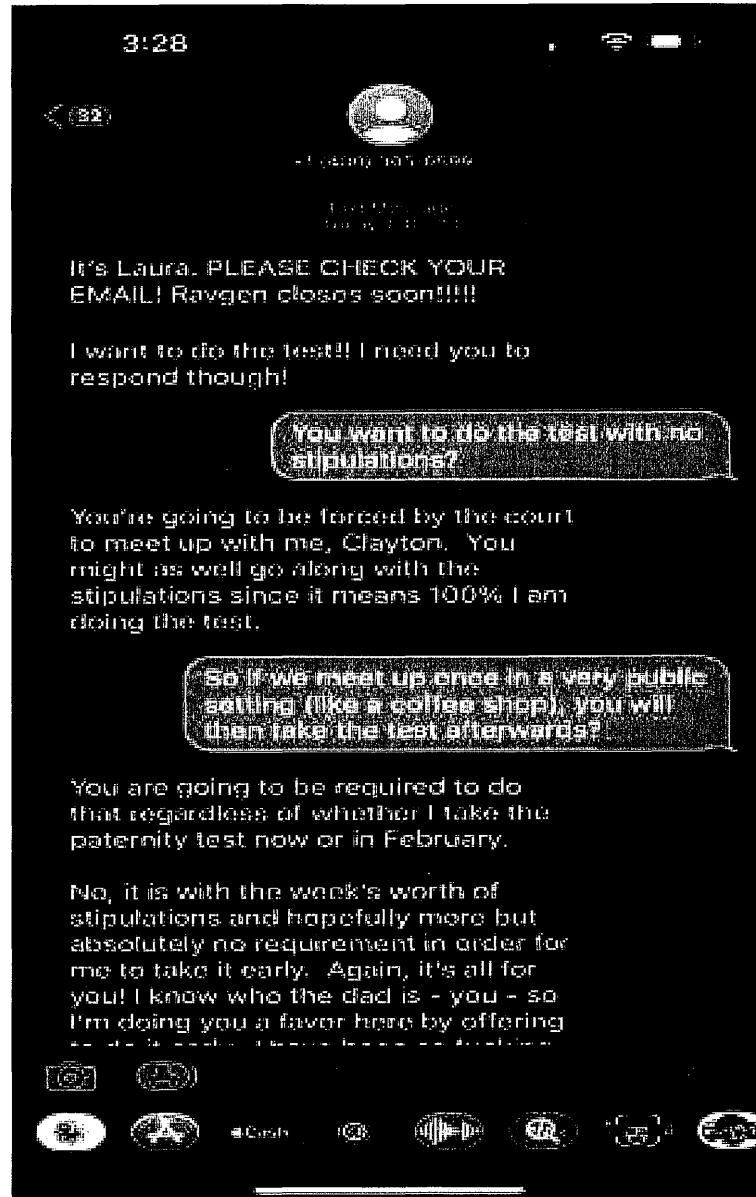 3:28
32
It's Laura. PLEASE CHECK YOUR
EMAIL! Ravgen closes soon!!!!!
I want to do the test!! I need you to
respond though!
You want to do the test with no
stipulations?
You're going to be forced by the court
to meet up with me, Clayton. You
might as well go along with the
stipulations since it means 100% I am
doing the test.
So if we meet up once in a very public
setting (like a coffee shop), you will
then take the test afterwards?
You are going to be required to do
that regardless of whether I take the
paternity test now or in February.
No, it is with the week's worth of
stipulations and hopefully more but
absolutely no requirement in order for
me to take it early. Again, it's all for
you! I know who the dad is - you - so
I'm doing you a favor here by offering
Cash